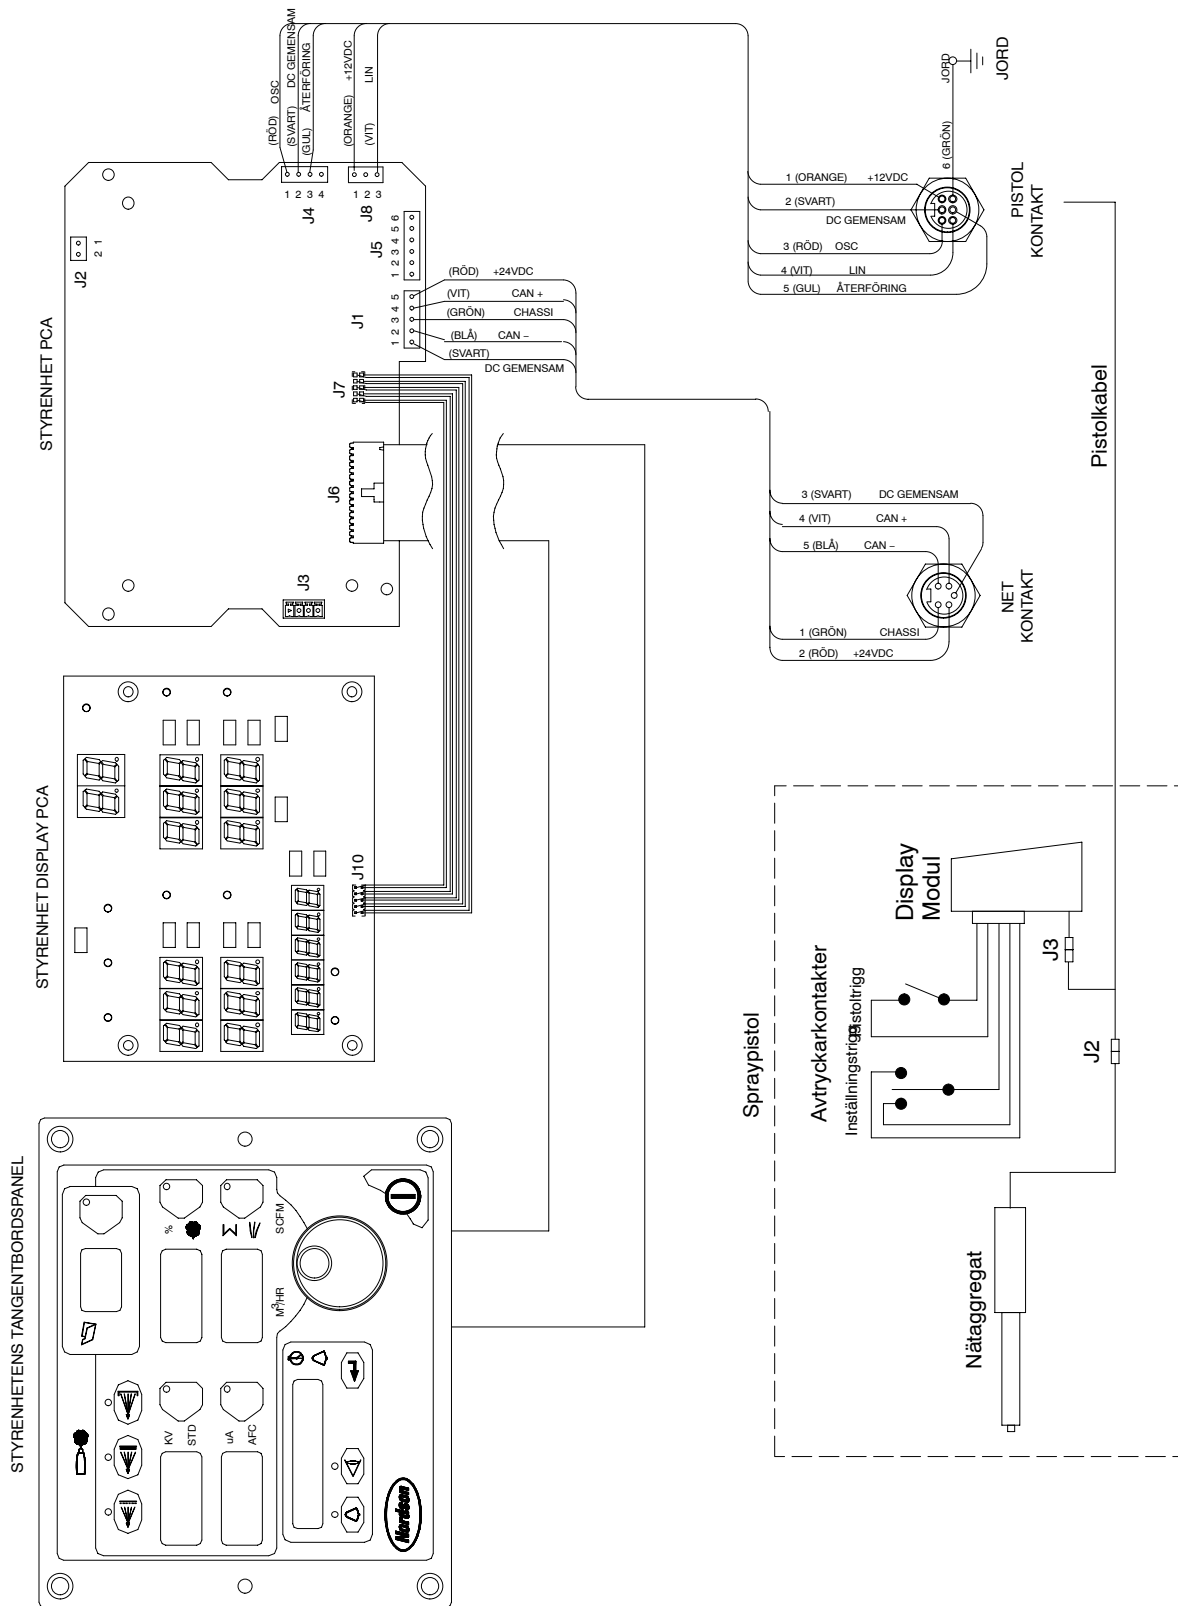 STYRENHETENS TANGENTBORDSPANEL
KV
STD
uA
AFC
%
M³/HR
SCFM
Nordson
STYRENHET DISPLAY PCA
J10
STYRENHET PCA
J2
2 1
J3
J6
J7
J1
1 2 3 4 5
J5
1 2 3 4 5 6
J4
1 2 3 4
J8
1 2 3
(RÖD) OSC
(SVART) DC GEMENSAM
(GUL) ÅTERFÖRING
(ORANGE) +12VDC
(VIT) LIN
(RÖD) +24VDC
(VIT) CAN +
(GRÖN) CHASSI
(BLÅ) CAN –
(SVART)
DC GEMENSAM
1 (ORANGE) +12VDC
2 (SVART)
DC GEMENSAM
3 (RÖD) OSC
4 (VIT) LIN
5 (GUL) ÅTERFÖRING
6 (GRÖN)
JORD
JORD
PISTOL
KONTAKT
3 (SVART) DC GEMENSAM
4 (VIT) CAN +
5 (BLÅ) CAN –
1 (GRÖN) CHASSI
2 (RÖD) +24VDC
NET
KONTAKT
Pistolkabel
Spraypistol
Avtryckarkontakter
Inställningstrigg
Pistoltrigg
Display
Modul
J3
J2
Nätaggregat